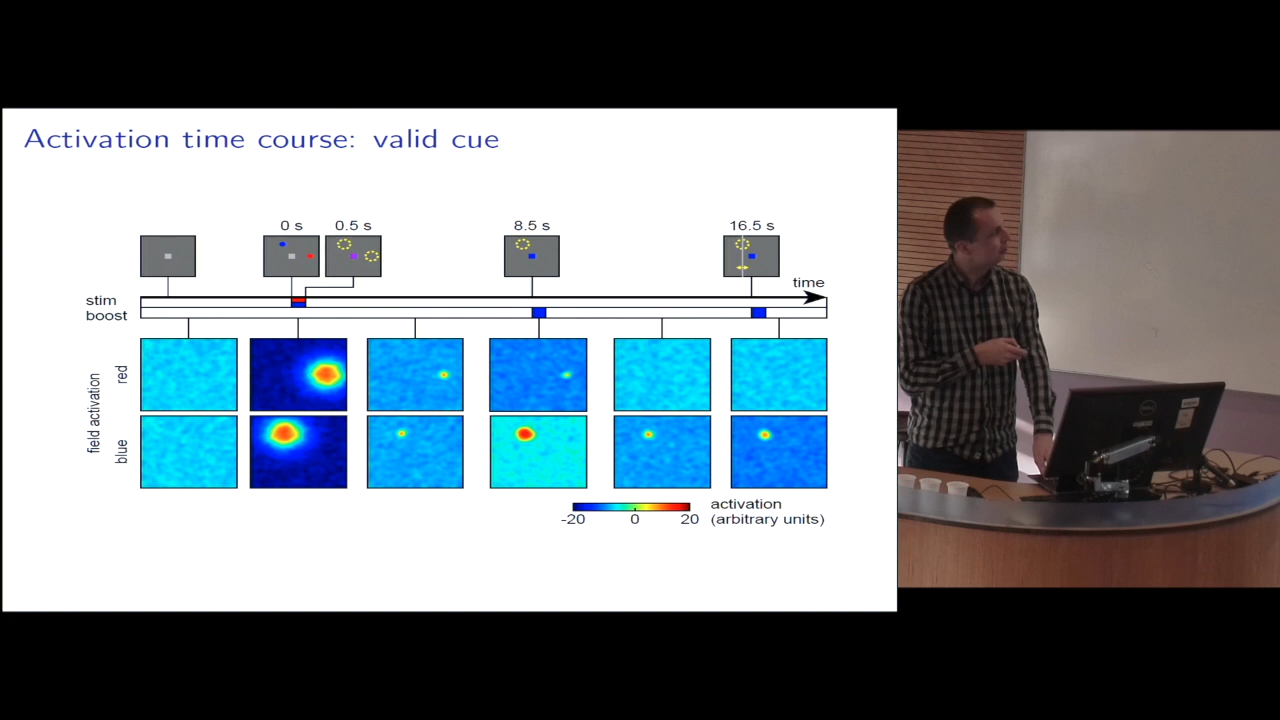 Activation time course: valid cue
0 s
0.5 s
8.5 s
16.5 s
time
stim
boost
field activation
red
blue
-20
0
20
activation
(arbitrary units)
DELL